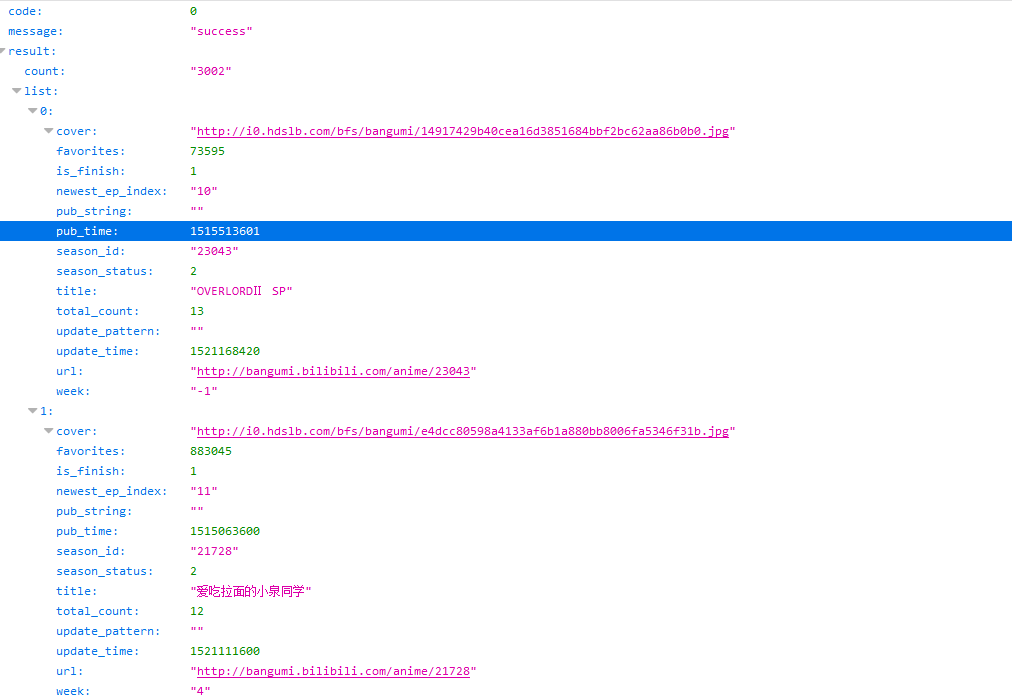 code: 0
message: "success"
result:
count: "3002"
list:
0:
cover: "http://i0.hdslb.com/bfs/bangumi/14917429b40cea16d3851684bbf2bc62aa86b0b0.jpg"
favorites: 73595
is_finish: 1
newest_ep_index: "10"
pub_string: ""
pub_time: 1515513601
season_id: "23043"
season_status: 2
title: "OVERLORDⅡ SP"
total_count: 13
update_pattern: ""
update_time: 1521168420
url: "http://bangumi.bilibili.com/anime/23043"
week: "-1"
1:
cover: "http://i0.hdslb.com/bfs/bangumi/e4dcc80598a4133af6b1a880bb8006fa5346f31b.jpg"
favorites: 883045
is_finish: 1
newest_ep_index: "11"
pub_string: ""
pub_time: 1515063600
season_id: "21728"
season_status: 2
title: "爱吃拉面的小泉同学"
total_count: 12
update_pattern: ""
update_time: 1521111600
url: "http://bangumi.bilibili.com/anime/21728"
week: "4"